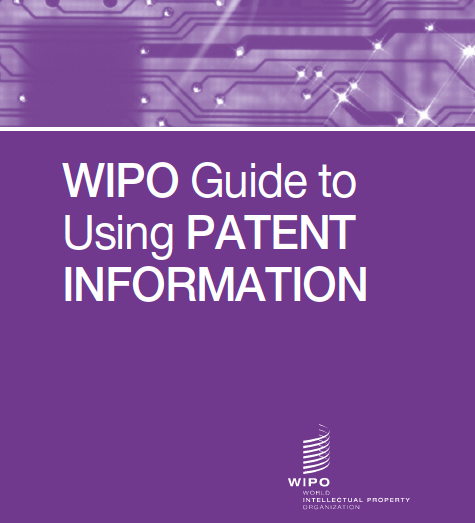 WIPO Guide to
Using PATENT
INFORMATION
WIPO
WORLD
INTELLECTUAL PROPERTY
ORGANIZATION